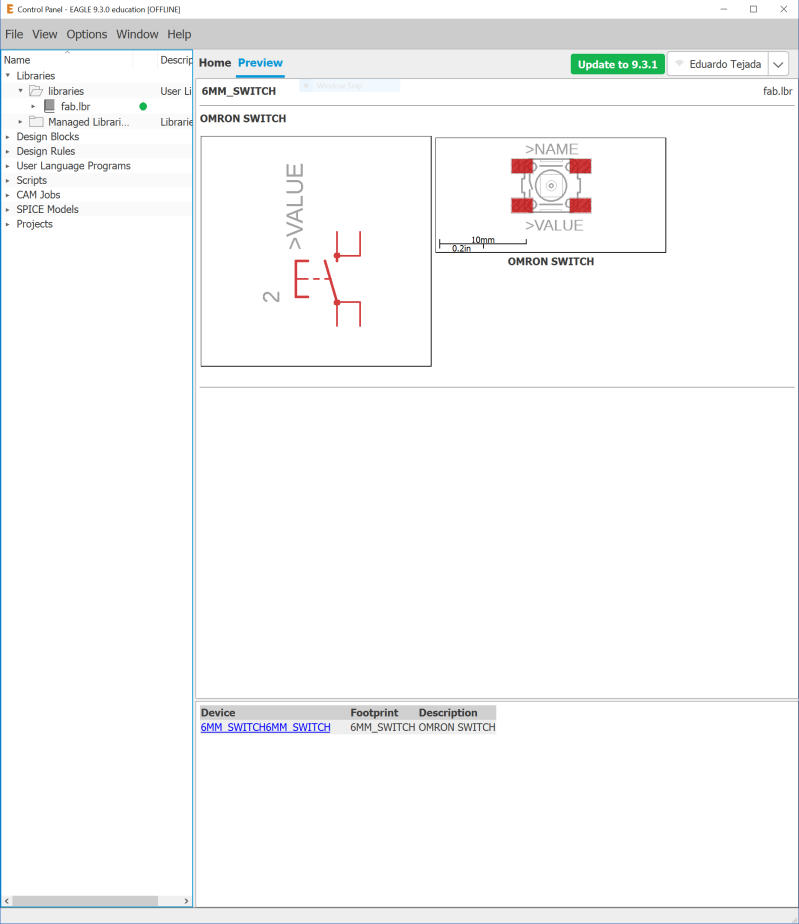 Control Panel - EAGLE 9.3.0 education [OFFLINE]
File View Options Window Help
Name Descrip
Libraries
libraries User Li
fab.lbr
Managed Librari... Librarie
Design Blocks
Design Rules
User Language Programs
Scripts
CAM Jobs
SPICE Models
Projects
Home Preview
Update to 9.3.1
Eduardo Tejada
Window Snip
6MM_SWITCH fab.lbr
OMRON SWITCH
>VALUE
2
>NAME
>VALUE
10mm
0.2in
OMRON SWITCH
Device Footprint Description
6MM_SWITCH6MM_SWITCH 6MM_SWITCH OMRON SWITCH